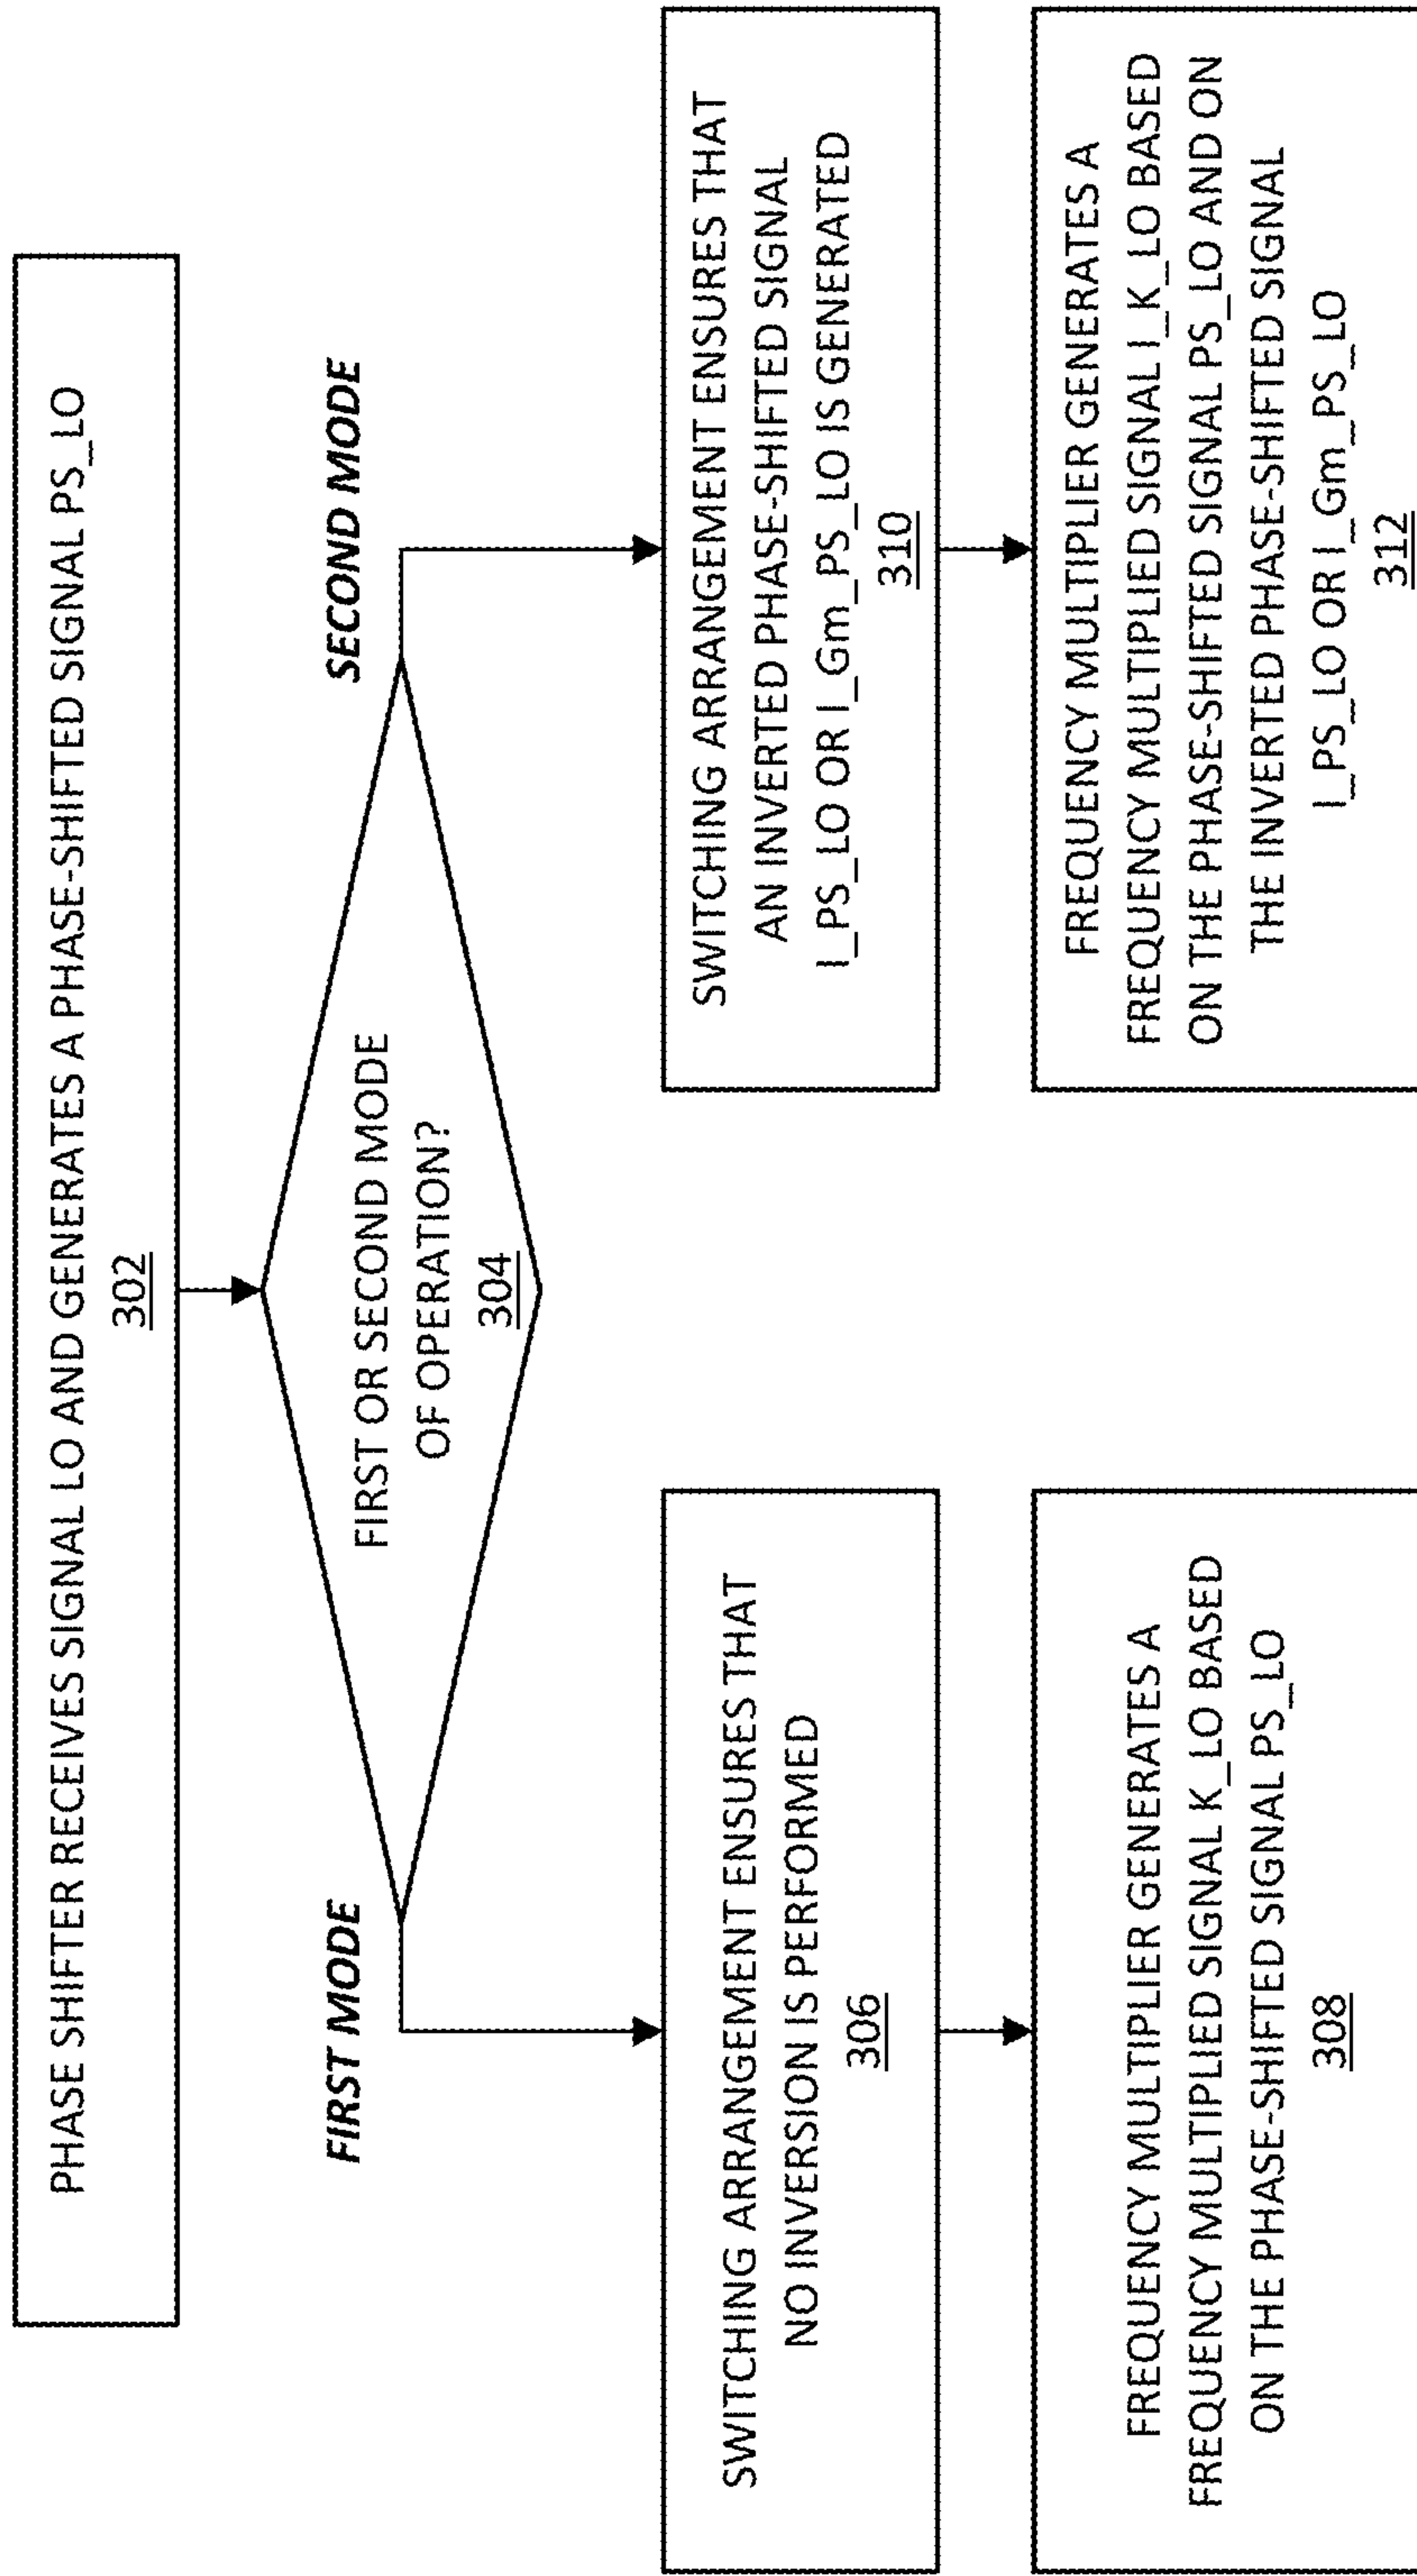 PHASE SHIFTER RECEIVES SIGNAL LO AND GENERATES A PHASE-SHIFTED SIGNAL PS_LO
302
FIRST OR SECOND MODE
OF OPERATION?
304
FIRST MODE
SECOND MODE
SWITCHING ARRANGEMENT ENSURES THAT
NO INVERSION IS PERFORMED
306
FREQUENCY MULTIPLIER GENERATES A
FREQUENCY MULTIPLIED SIGNAL K_LO BASED
ON THE PHASE-SHIFTED SIGNAL PS_LO
308
SWITCHING ARRANGEMENT ENSURES THAT
AN INVERTED PHASE-SHIFTED SIGNAL
I_PS_LO OR I_Gm_PS_LO IS GENERATED
310
FREQUENCY MULTIPLIER GENERATES A
FREQUENCY MULTIPLIED SIGNAL I_K_LO BASED
ON THE PHASE-SHIFTED SIGNAL PS_LO AND ON
THE INVERTED PHASE-SHIFTED SIGNAL
I_PS_LO OR I_Gm_PS_LO
312